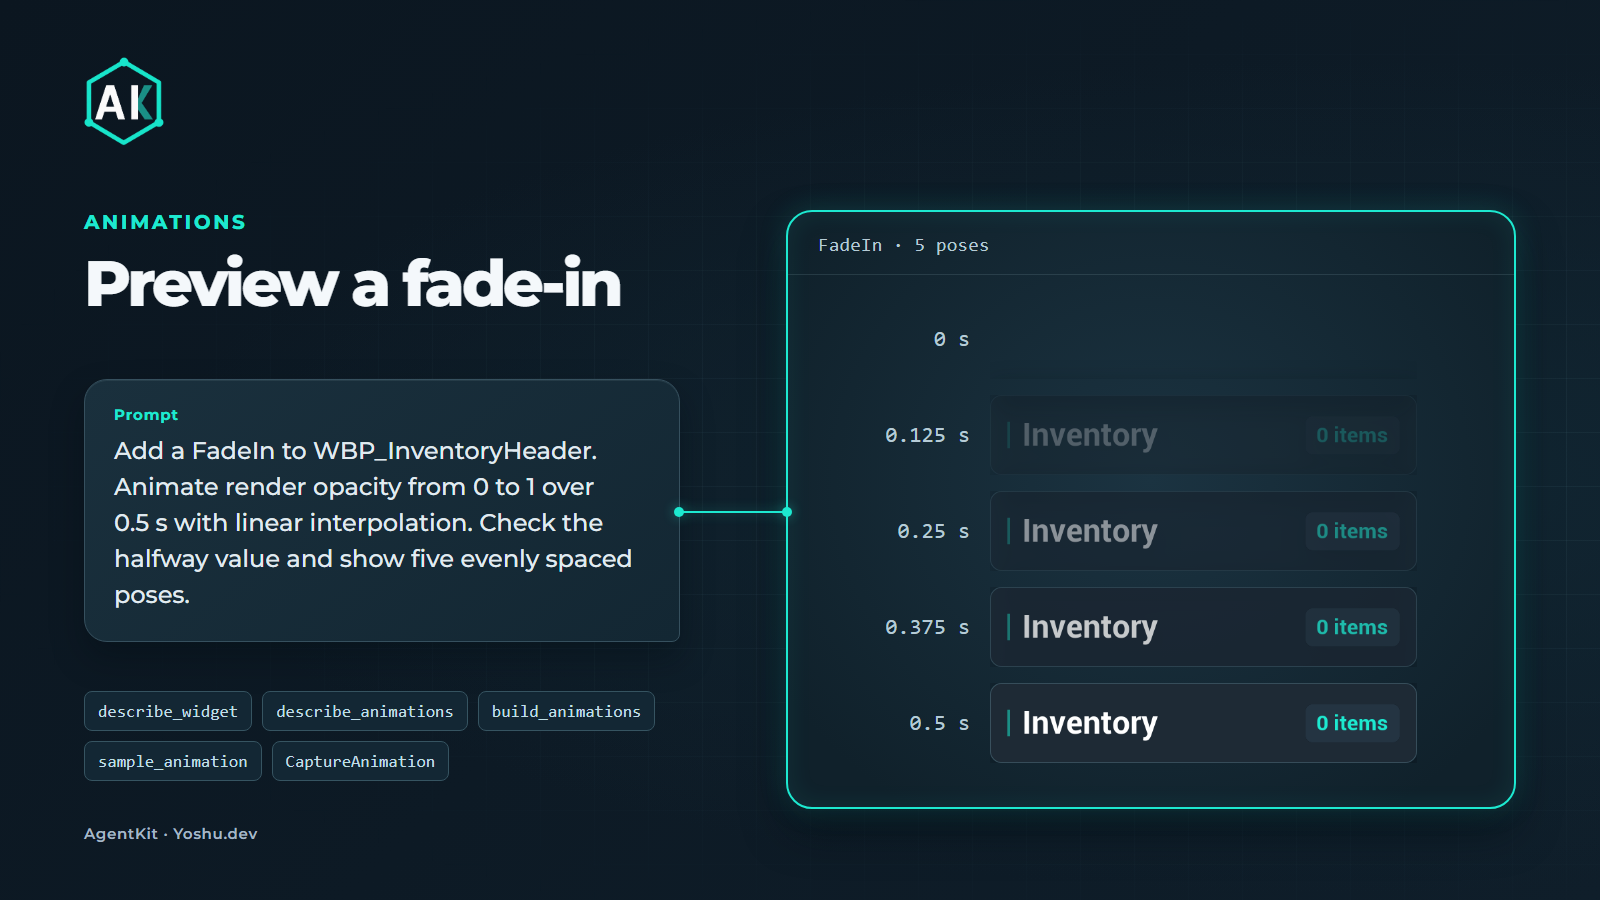 AK
ANIMATIONS
Preview a fade-in
Prompt
Add a FadeIn to WBP_InventoryHeader.
Animate render opacity from 0 to 1 over
0.5 s with linear interpolation. Check the
halfway value and show five evenly spaced
poses.
describe_widget
describe_animations
build_animations
sample_animation
CaptureAnimation
AgentKit · Yoshu.dev
FadeIn · 5 poses
0 s
0.125 s
Inventory
0 items
0.25 s
Inventory
0 items
0.375 s
Inventory
0 items
0.5 s
Inventory
0 items